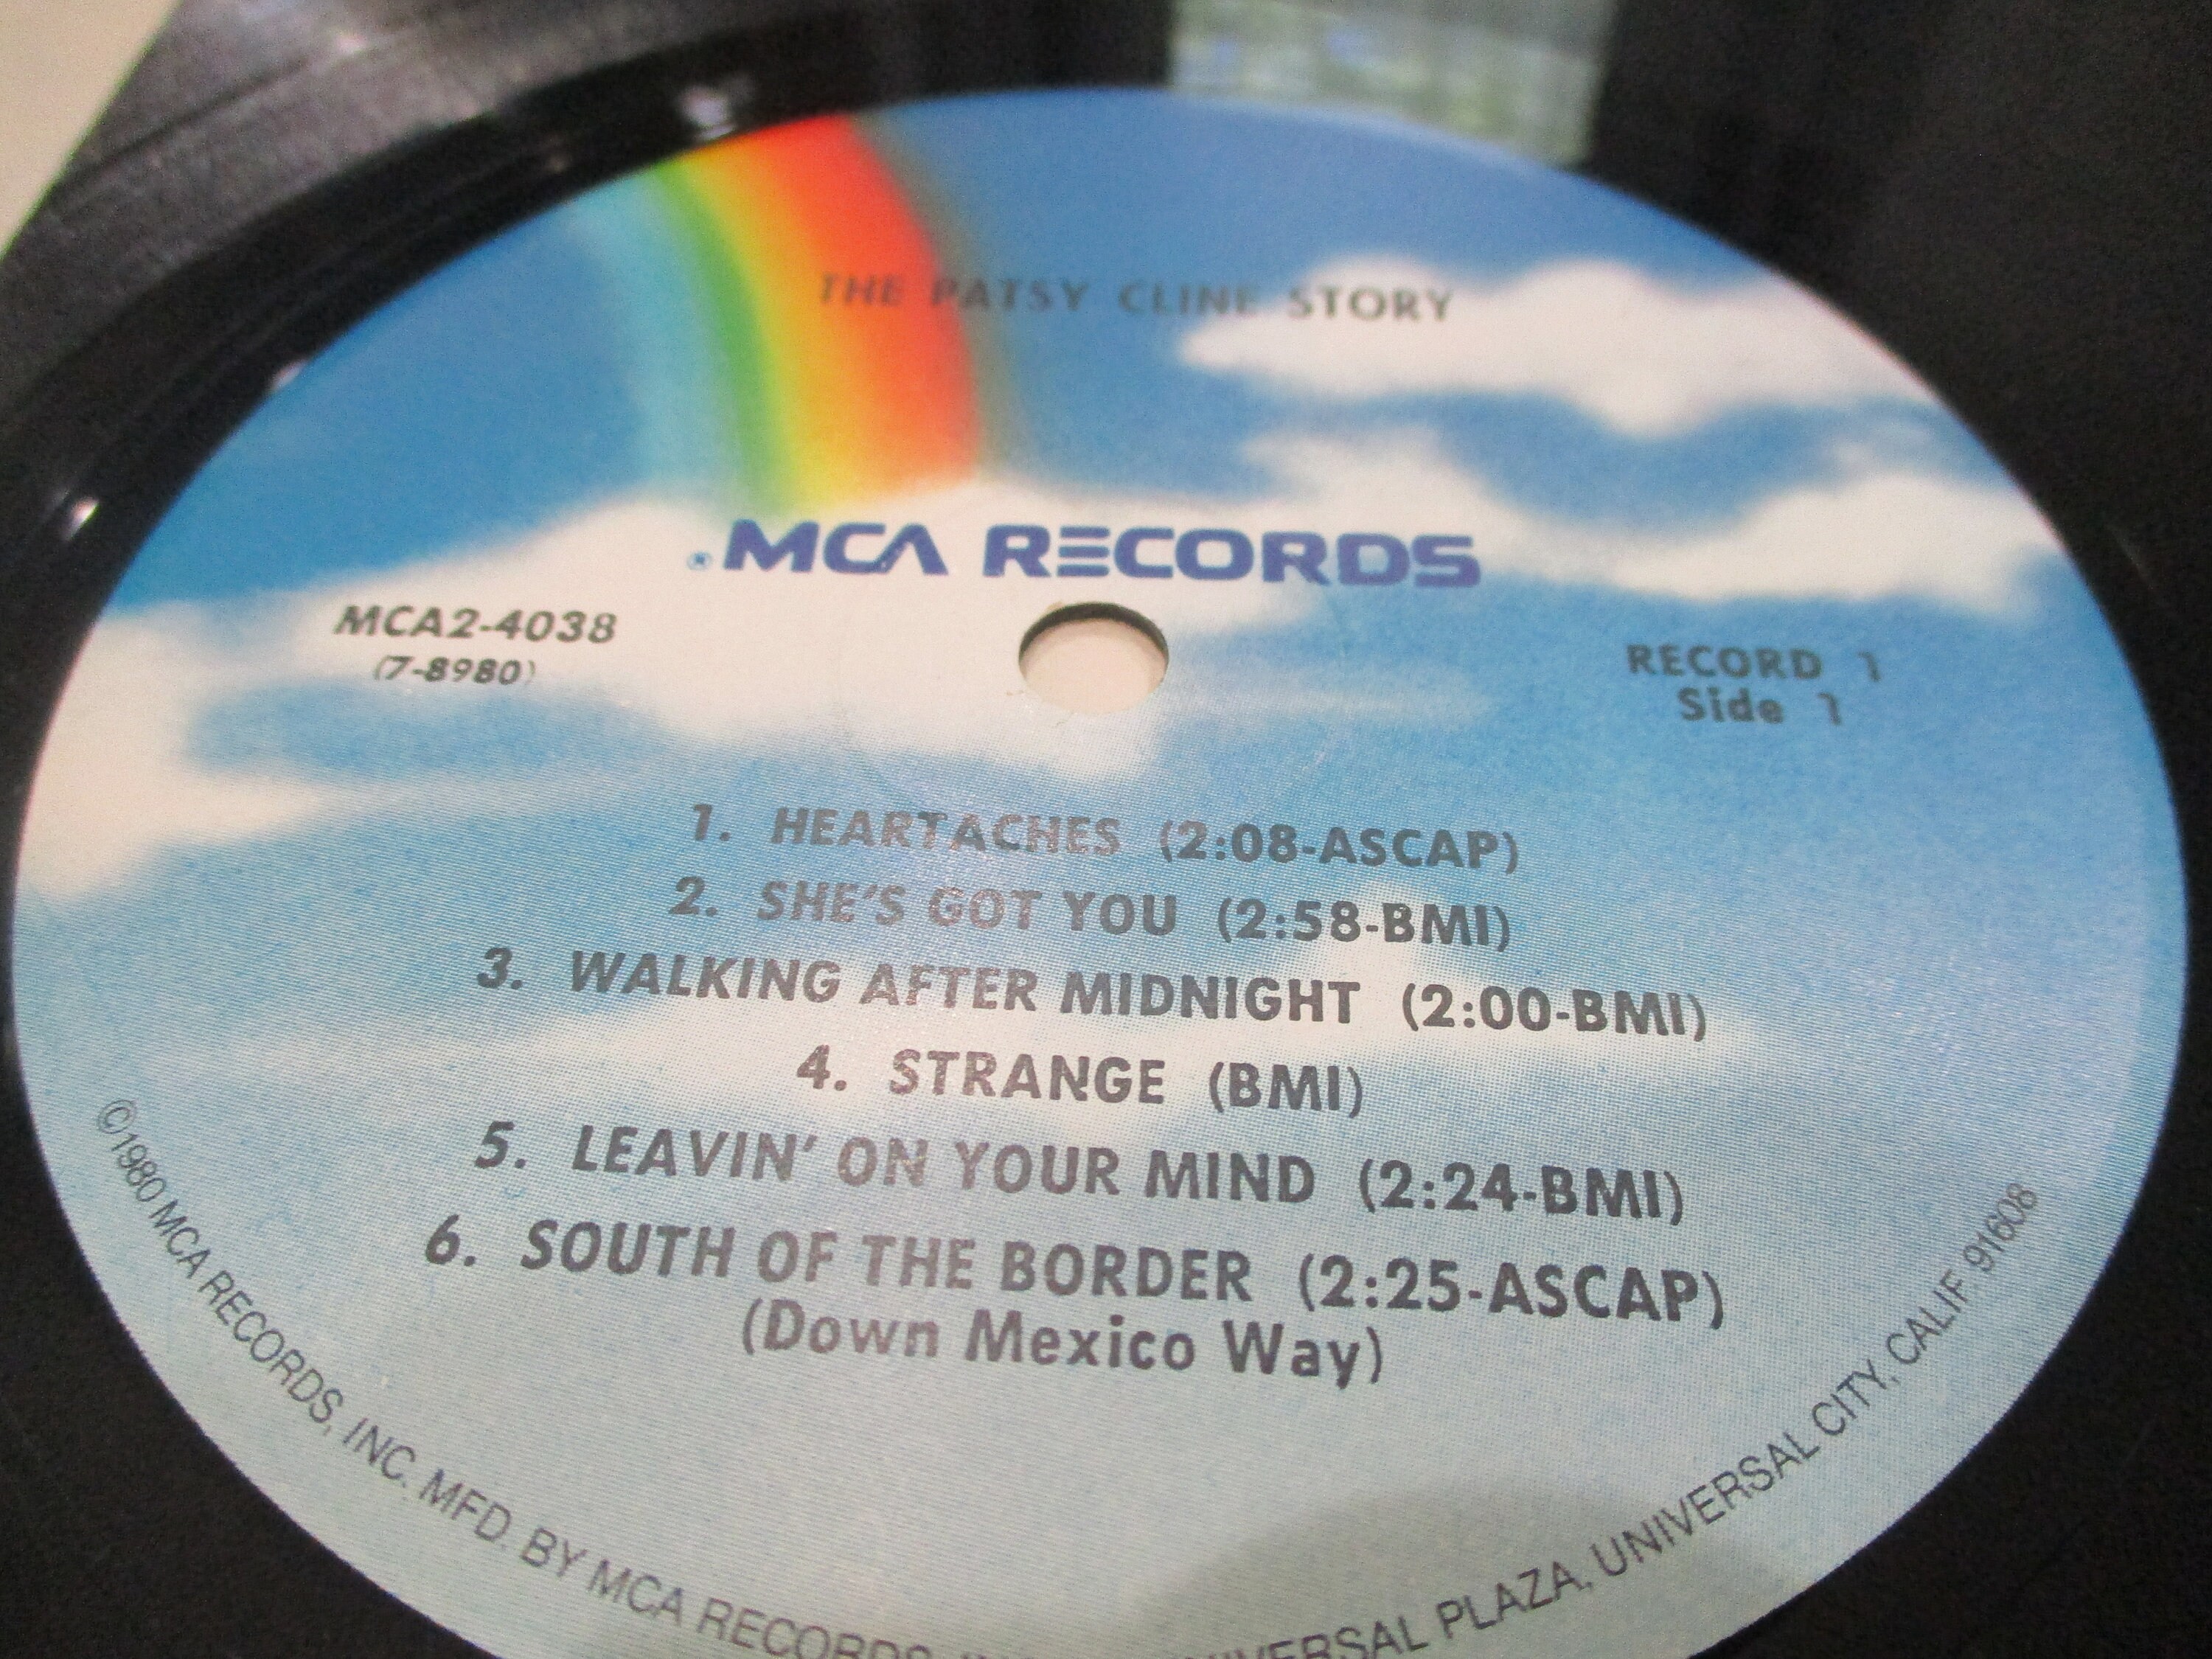 THE PATSY CLINE STORY
® MCA RECORDS
MCA2-4038
(7-8980)
RECORD 1
Side 1
1. HEARTACHES (2:08-ASCAP)
2. SHE'S GOT YOU (2:58-BMI)
3. WALKING AFTER MIDNIGHT (2:00-BMI)
4. STRANGE (BMI)
5. LEAVIN' ON YOUR MIND (2:24-BMI)
6. SOUTH OF THE BORDER (2:25-ASCAP)
(Down Mexico Way)
©1980 MCA RECORDS, INC. MFD. BY MCA RECORDS, UNIVERSAL PLAZA, UNIVERSAL CITY, CALIF. 91608